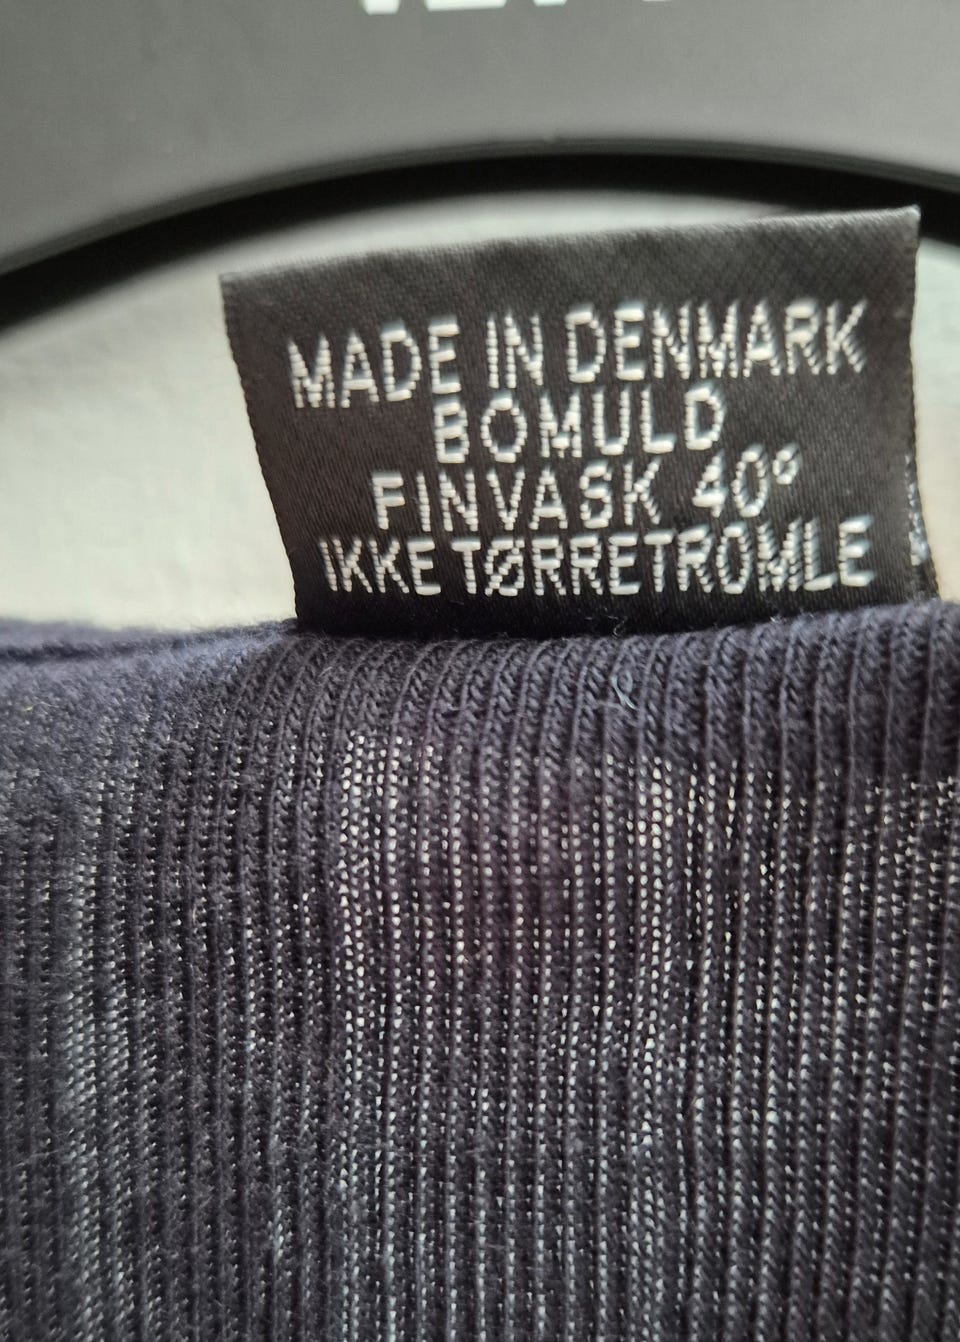 MADE IN DENMARK
BOMULD
FINVASK 40°
IKKE TØRRETROMLE